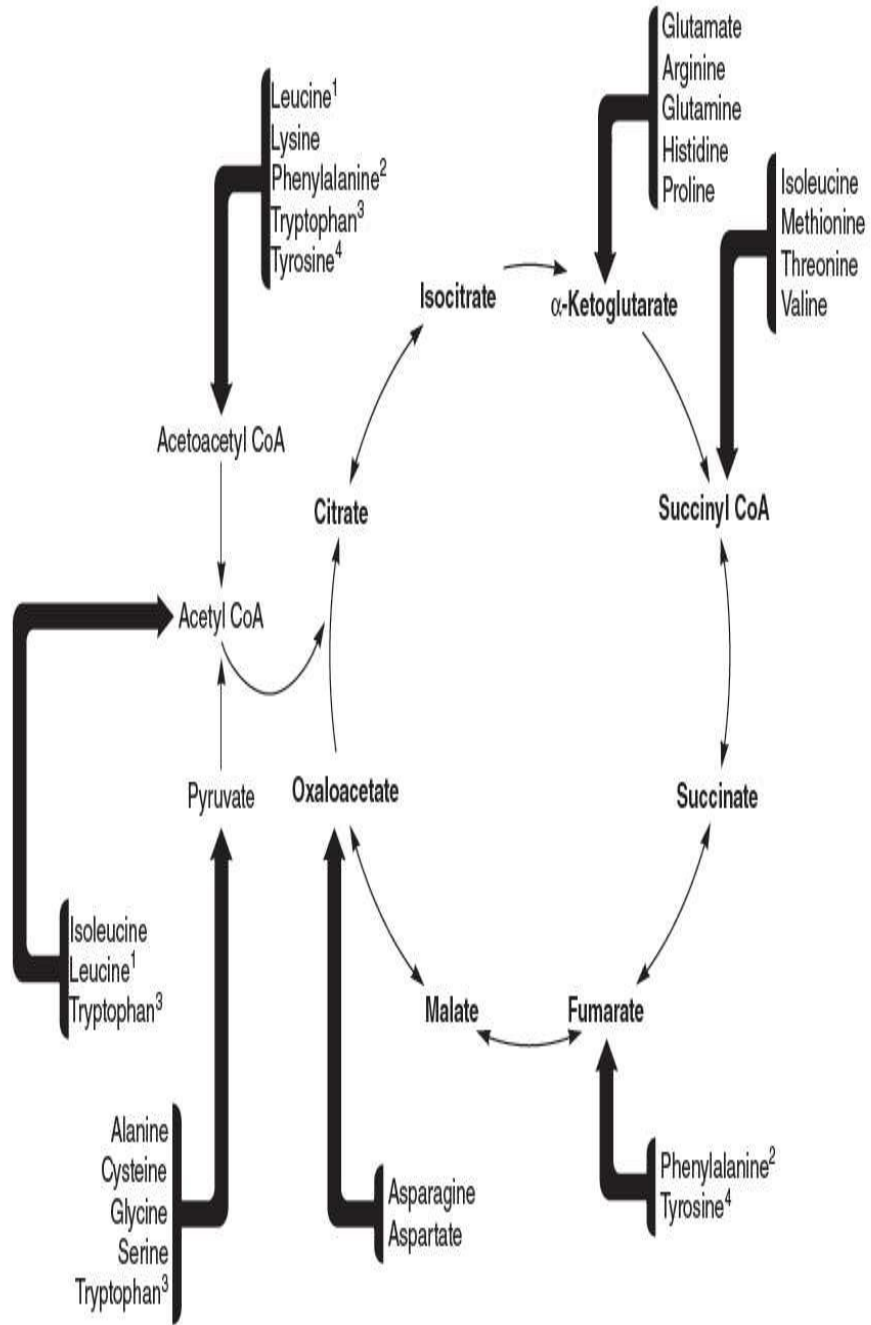 Glutamate
Arginine
Glutamine
Histidine
Proline
Leucine¹
Lysine
Phenylalanine²
Tryptophan³
Tyrosine⁴
Isoleucine
Methionine
Threonine
Valine
Isocitrate
α-Ketoglutarate
Acetoacetyl CoA
Citrate
Succinyl CoA
Acetyl CoA
Pyruvate
Oxaloacetate
Succinate
Isoleucine
Leucine¹
Tryptophan³
Malate
Fumarate
Alanine
Cysteine
Glycine
Serine
Tryptophan³
Asparagine
Aspartate
Phenylalanine²
Tyrosine⁴